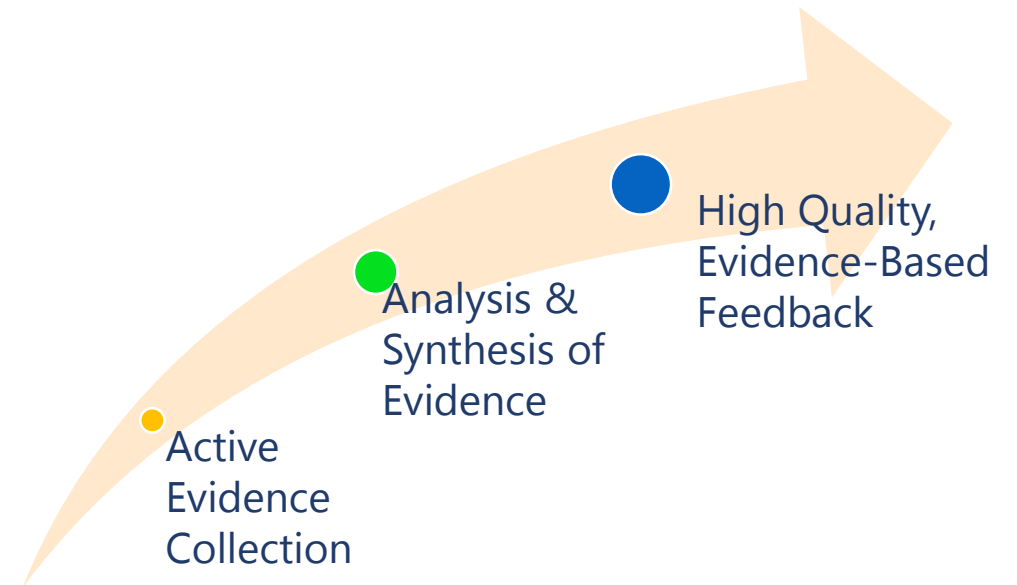 High Quality,
Evidence-Based
Feedback
Analysis &
Synthesis of
Evidence
Active
Evidence
Collection